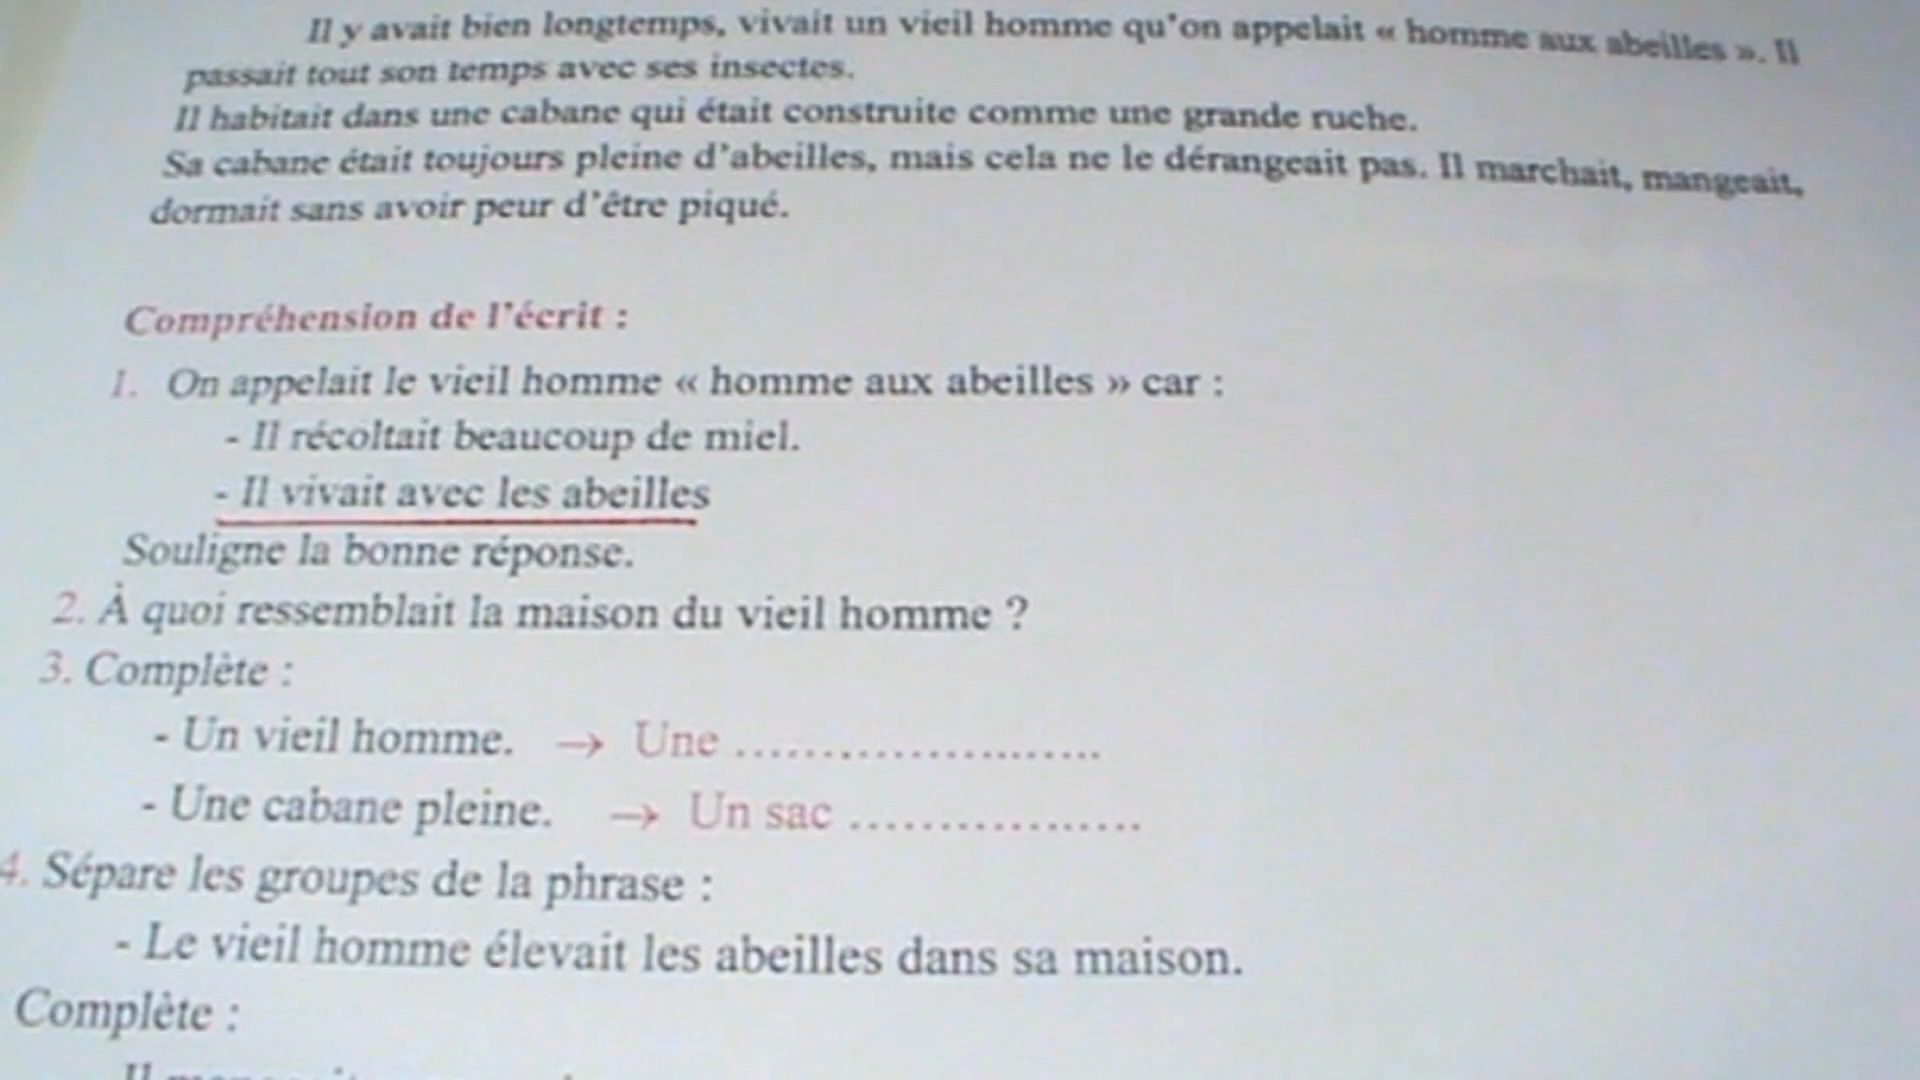 Il y avait bien longtemps, vivait un vieil homme qu'on appelait « homme aux abeilles ». Il
passait tout son temps avec ses insectes.
Il habitait dans une cabane qui était construite comme une grande ruche.
Sa cabane était toujours pleine d'abeilles, mais cela ne le dérangeait pas. Il marchait, mangeait,
dormait sans avoir peur d'être piqué.
Compréhension de l'écrit :
1. On appelait le vieil homme « homme aux abeilles » car :
- Il récoltait beaucoup de miel.
- Il vivait avec les abeilles
Souligne la bonne réponse.
2. À quoi ressemblait la maison du vieil homme ?
3. Complète :
- Un vieil homme. → Une ........................
- Une cabane pleine. → Un sac .................
4. Sépare les groupes de la phrase :
- Le vieil homme élevait les abeilles dans sa maison.
Complète :
Il